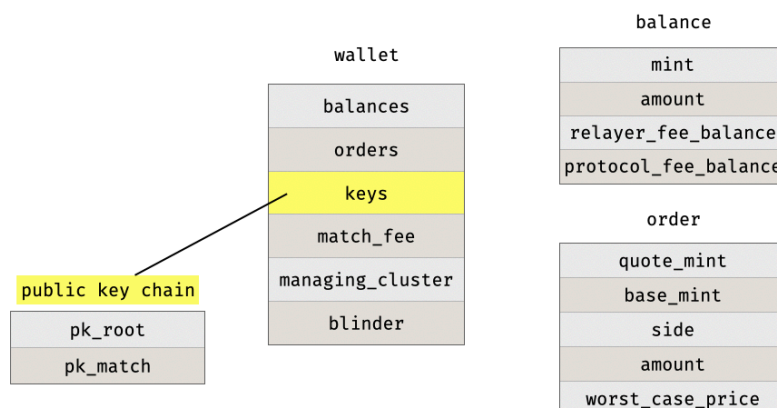 wallet
balances
orders
keys
match_fee
managing_cluster
blinder
public key chain
pk_root
pk_match
balance
mint
amount
relayer_fee_balance
protocol_fee_balance
order
quote_mint
base_mint
side
amount
worst_case_price